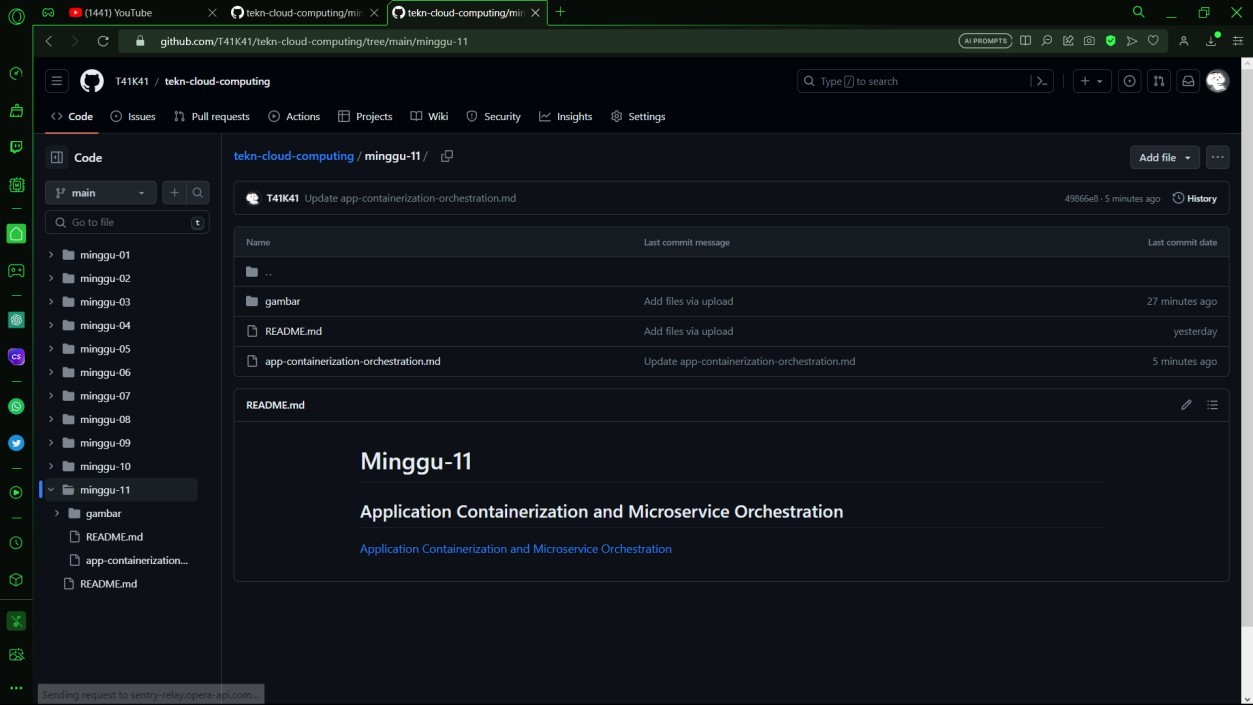 (1441) YouTube
tekn-cloud-computing/min
tekn-cloud-computing/min
github.com/T41K41/tekn-cloud-computing/tree/main/minggu-11
AI PROMPTS
T41K41 / tekn-cloud-computing
Type / to search
Code
Issues
Pull requests
Actions
Projects
Wiki
Security
Insights
Settings
Code
main
Go to file
t
minggu-01
minggu-02
minggu-03
minggu-04
minggu-05
minggu-06
minggu-07
minggu-08
minggu-09
minggu-10
minggu-11
gambar
README.md
app-containerization...
README.md
tekn-cloud-computing / minggu-11 /
Add file
T41K41 Update app-containerization-orchestration.md
49866e8 · 5 minutes ago
History
Name Last commit message Last commit date
..
gambar Add files via upload 27 minutes ago
README.md Add files via upload yesterday
app-containerization-orchestration.md Update app-containerization-orchestration.md 5 minutes ago
README.md
Minggu-11
Application Containerization and Microservice Orchestration
Application Containerization and Microservice Orchestration
CS
Sending request to sentry-relay.opera-api.com...